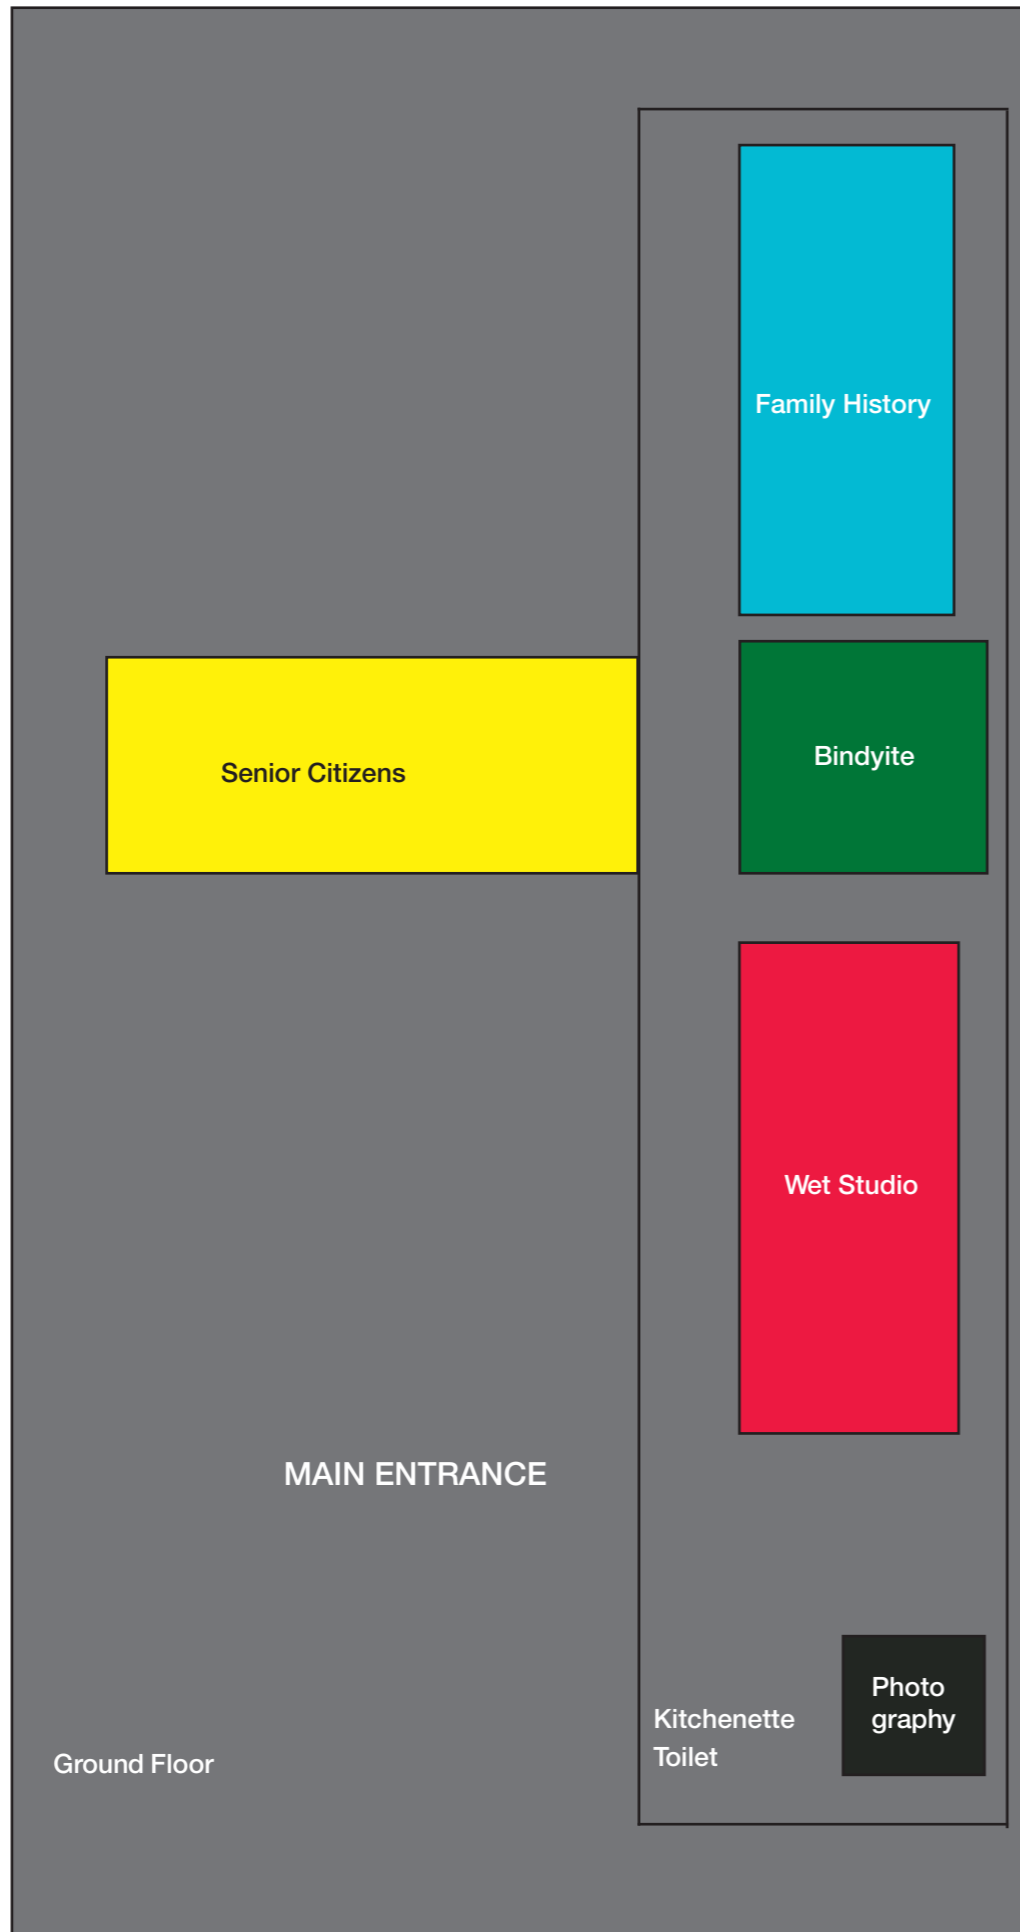 Family History
Senior Citizens
Bindyite
Wet Studio
MAIN ENTRANCE
Photo
graphy
Kitchenette
Toilet
Ground Floor